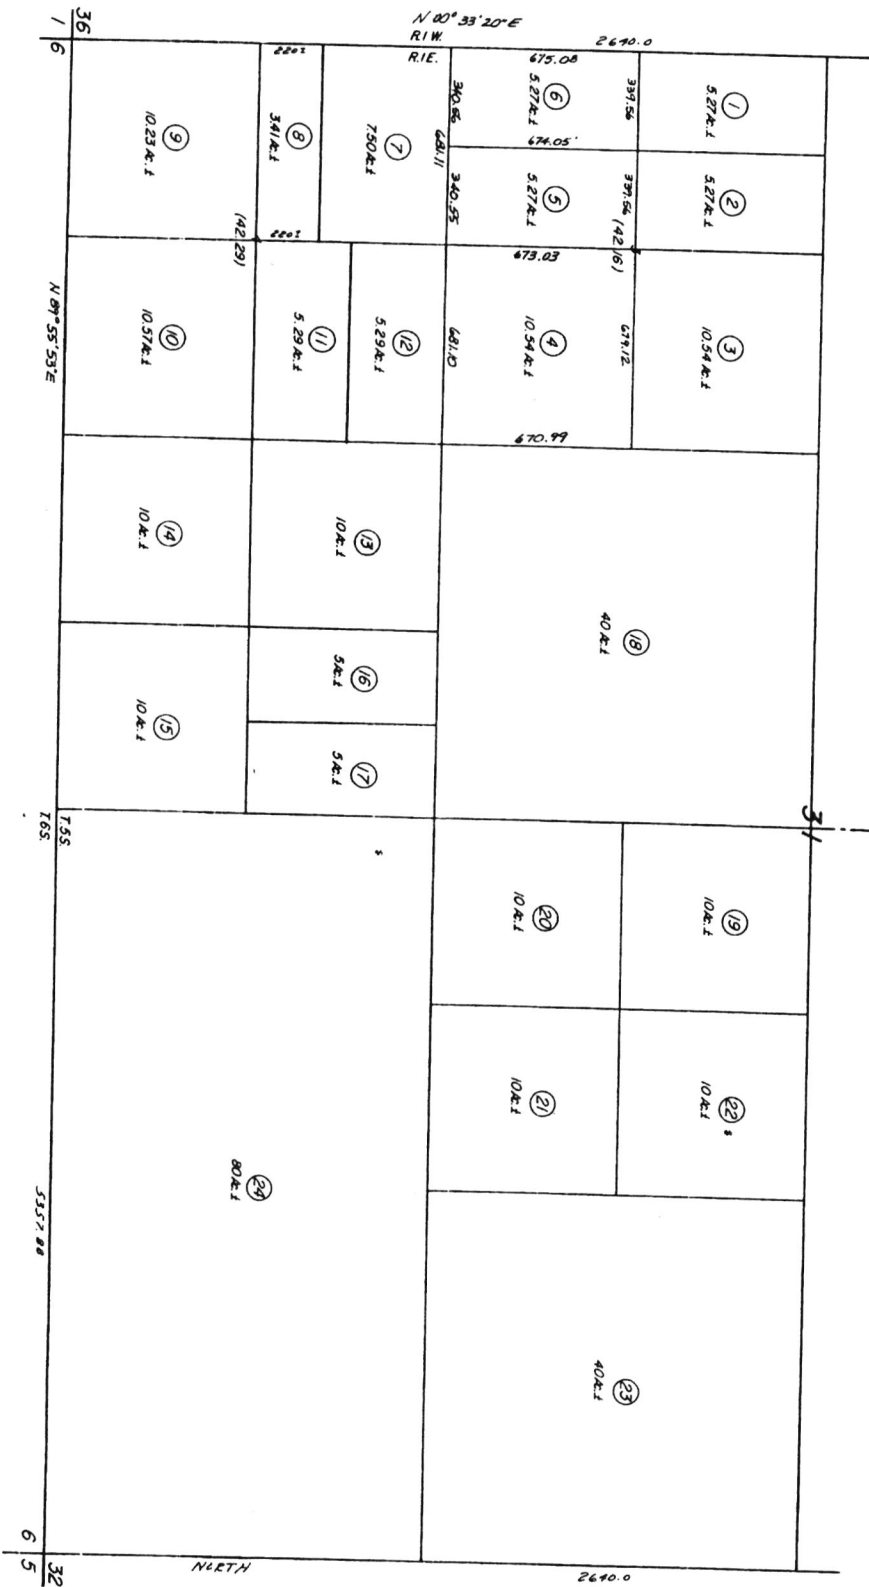 N 00° 33' 20" E
R.1W.
R.1E.
2640.0
36
1
6
220±
675.08
9
10.23 Ac.±
8
3.41 Ac.±
7
7.50 Ac.±
340.56
681.11
340.55
6
5.27 Ac.±
674.05'
339.56
1
5.27 Ac.±
5
5.27 Ac.±
339.56
2
5.27 Ac.±
(42.29)
220±
673.03
(42.16)
N 89° 55' 53" E
10
10.57 Ac.±
11
5.29 Ac.±
12
5.29 Ac.±
681.10
4
10.54 Ac.±
679.12
3
10.54 Ac.±
670.99
14
10 Ac.±
13
10 Ac.±
18
40 Ac.±
16
5 Ac.±
15
10 Ac.±
17
5 Ac.±
31
T.5S.
T.6S.
20
10 Ac.±
19
10 Ac.±
21
10 Ac.±
22
10 Ac.±
24
80 Ac.±
5357.88
23
40 Ac.±
6
5
32
NORTH
2640.0